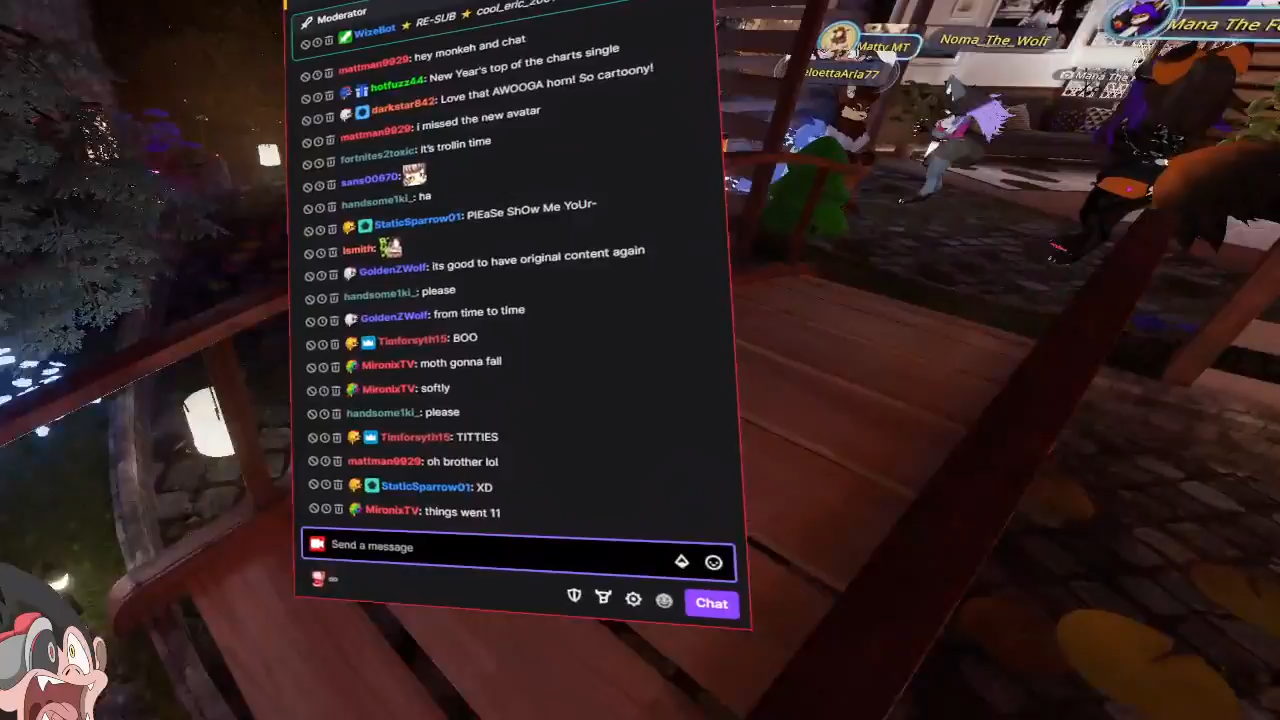 Moderator
WizeBot ★ RE-SUB ★
mattman9929: hey monkeh and chat
hotfuzz44: New Year's top of the charts single
darkstar842: Love that AWOOGA horn! So cartoony!
mattman9929: i missed the new avatar
fortnites2toxic: It's trollin time
sans00670:
handsome1ki_: ha
StaticSparrow01: PlEaSe ShOw Me YoUr-
lsmith:
GoldenZWolf: its good to have original content again
handsome1ki_: please
GoldenZWolf: from time to time
Timforsyth15: BOO
MironixTV: moth gonna fall
MironixTV: softly
handsome1ki_: please
Timforsyth15: TITTIES
mattman9929: oh brother lol
StaticSparrow01: XD
MironixTV: things went 11
Send a message
Chat
Matty MT
eloettaAria77
Noma_The_Wolf
Mana The
Mana The